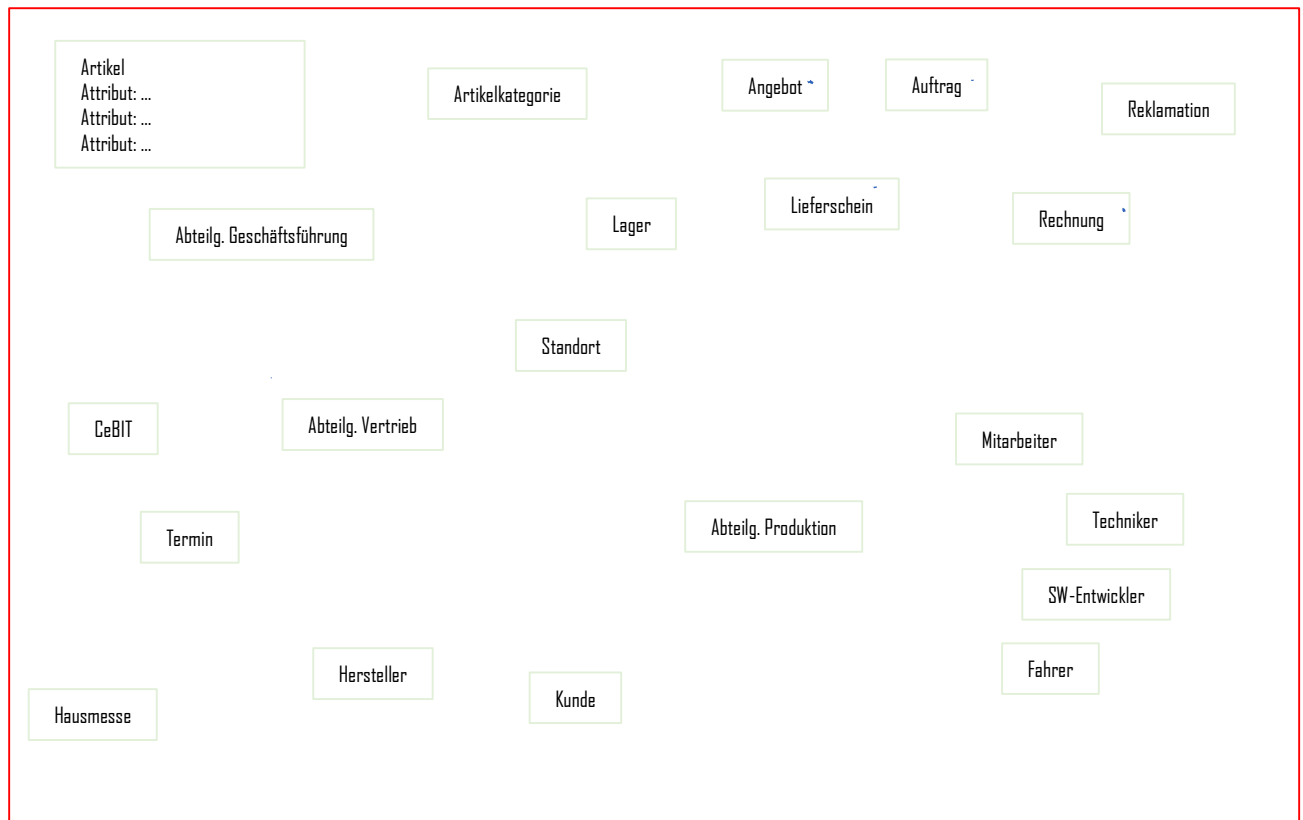 Artikel
Attribut: ...
Attribut: ...
Attribut: ...
Artikelkategorie
Angebot
Auftrag
Reklamation
Abteilg. Geschäftsführung
Lager
Lieferschein
Rechnung
Standort
CeBIT
Abteilg. Vertrieb
Mitarbeiter
Termin
Abteilg. Produktion
Techniker
SW-Entwickler
Hersteller
Kunde
Fahrer
Hausmesse